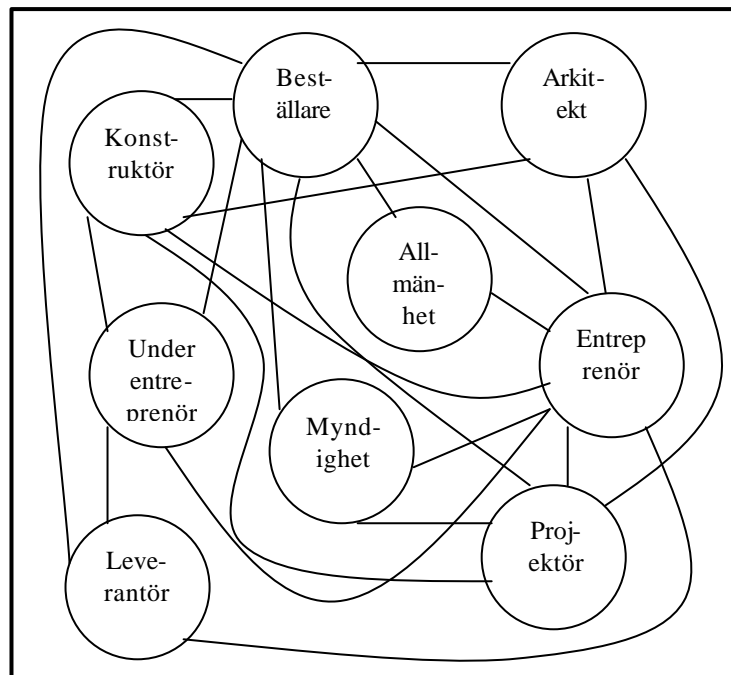 Best-
ällare
Arkit-
ekt
Konst-
ruktör
All-
män-
het
Under
entre-
prenör
Entrep
renör
Mynd-
ighet
Proj-
ektör
Leve-
rantör